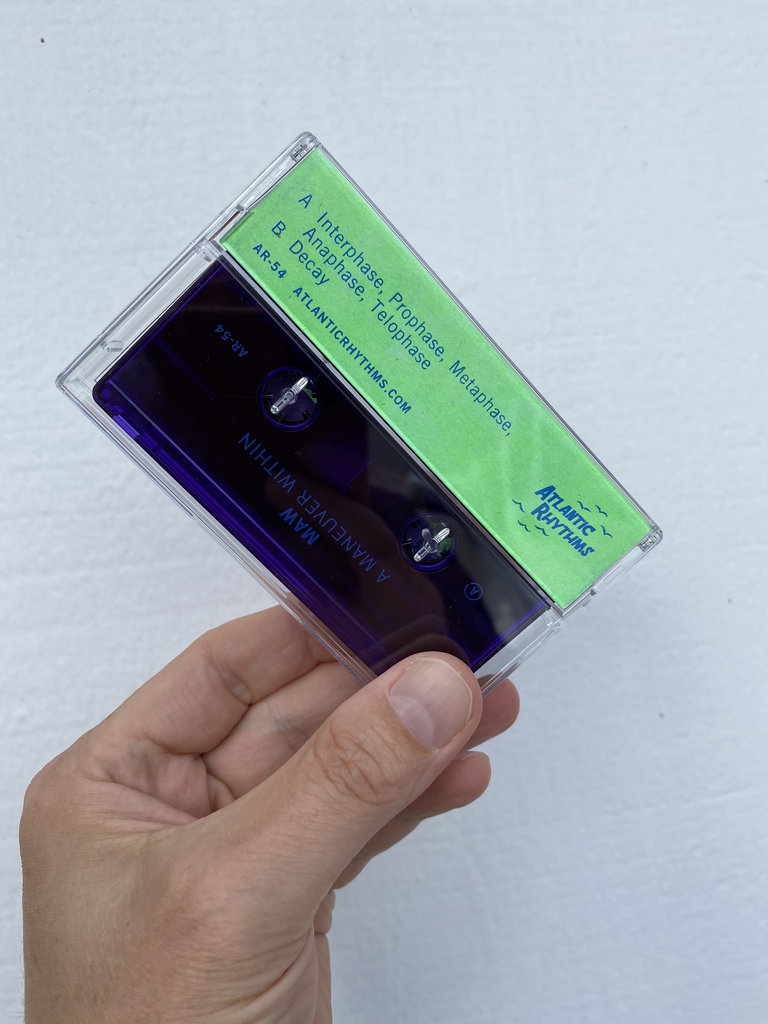 A Interphase, Prophase, Metaphase,
Anaphase, Telophase
B Decay
AR-54 ATLANTICRHYTHMS.COM
ATLANTIC
RHYTHMS
AR-54
MAW
A MANEUVER WITHIN
A